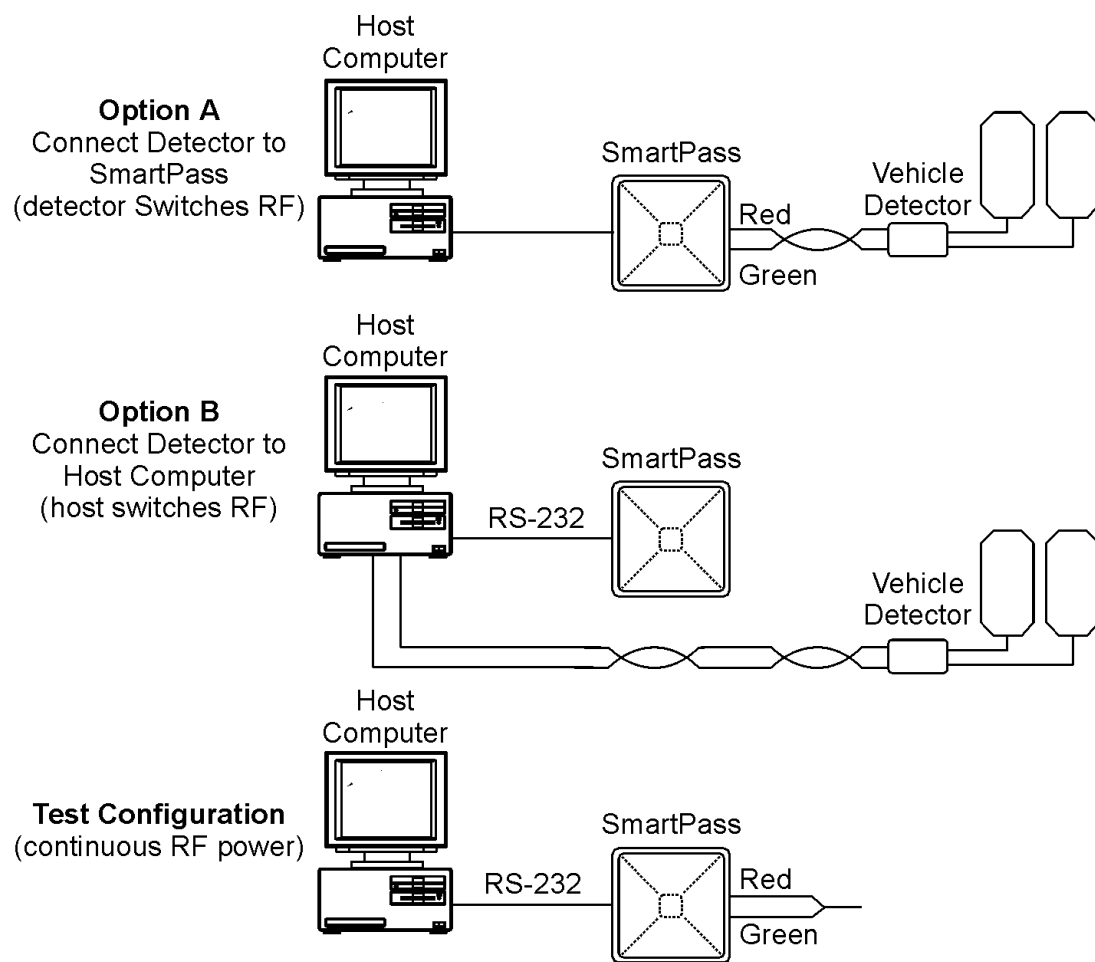 Host
Computer
Option A
Connect Detector to
SmartPass
(detector Switches RF)
SmartPass
Red
Green
Vehicle
Detector
Host
Computer
Option B
Connect Detector to
Host Computer
(host switches RF)
RS-232
SmartPass
Vehicle
Detector
Host
Computer
Test Configuration
(continuous RF power)
RS-232
SmartPass
Red
Green